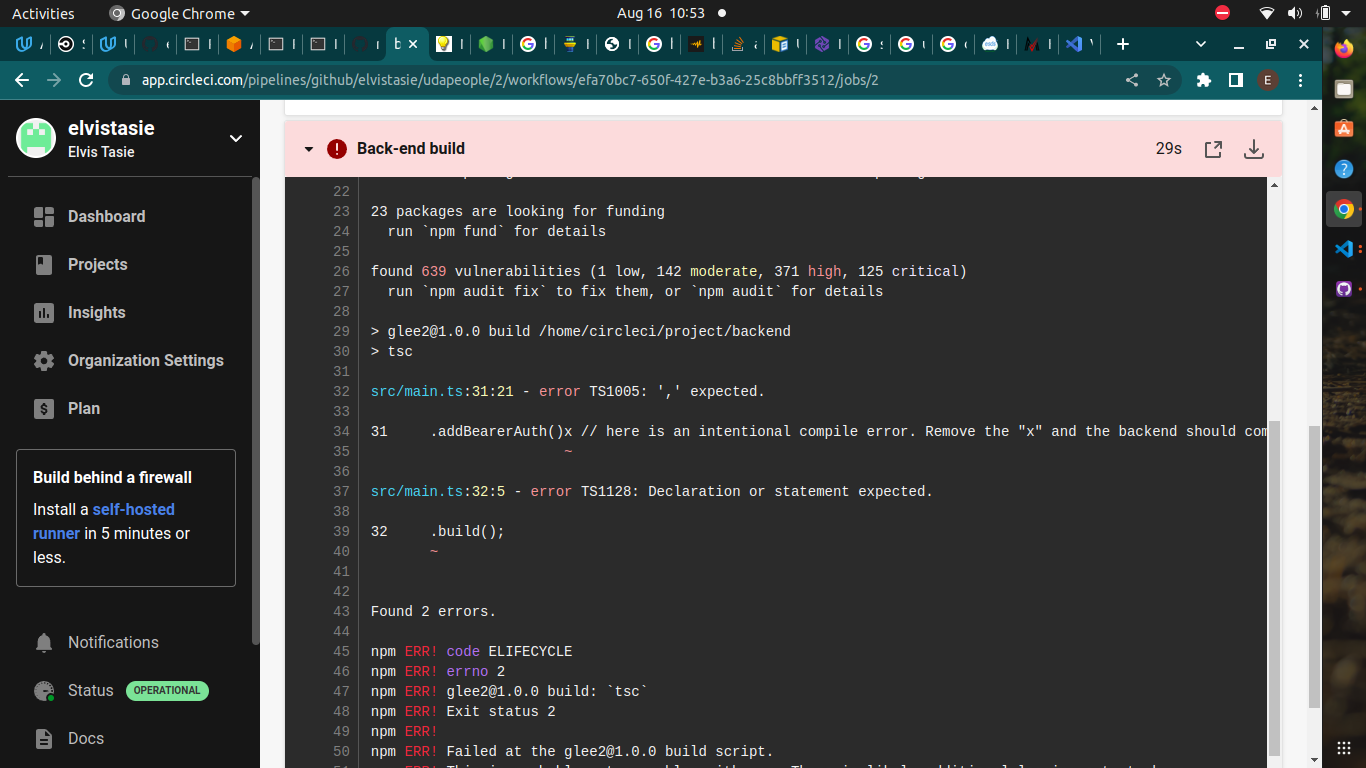 Activities
Google Chrome
Aug 16 10:53
app.circleci.com/pipelines/github/elvistasie/udapeople/2/workflows/efa70bc7-650f-427e-b3a6-25c8bbff3512/jobs/2
E
elvistasie
Elvis Tasie
Dashboard
Projects
Insights
Organization Settings
Plan
Build behind a firewall
Install a self-hosted
runner in 5 minutes or
less.
Notifications
Status OPERATIONAL
Docs
Back-end build
29s
22
23 23 packages are looking for funding
24 run `npm fund` for details
25
26 found 639 vulnerabilities (1 low, 142 moderate, 371 high, 125 critical)
27 run `npm audit fix` to fix them, or `npm audit` for details
28
29 > glee2@1.0.0 build /home/circleci/project/backend
30 > tsc
31
32 src/main.ts:31:21 - error TS1005: ',' expected.
33
34 31 .addBearerAuth()x // here is an intentional compile error. Remove the "x" and the backend should com
35 ~
36
37 src/main.ts:32:5 - error TS1128: Declaration or statement expected.
38
39 32 .build();
40 ~
41
42
43 Found 2 errors.
44
45 npm ERR! code ELIFECYCLE
46 npm ERR! errno 2
47 npm ERR! glee2@1.0.0 build: `tsc`
48 npm ERR! Exit status 2
49 npm ERR!
50 npm ERR! Failed at the glee2@1.0.0 build script.